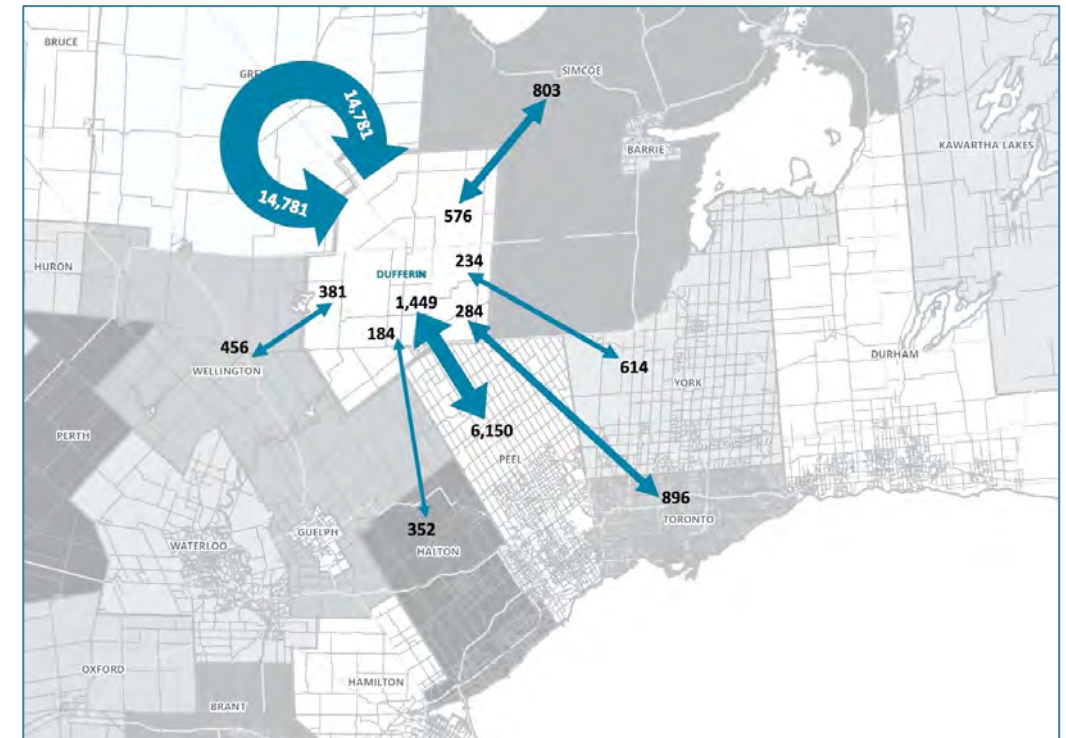 BRUCE
GRE
SIMCOE
803
14,781
BARRIE
KAWARTHA LAKES
14,781
576
HURON
234
DUFFERIN
381
1,449
284
184
456
WELLINGTON
614
YORK
DURHAM
PERTH
6,150
PEEL
896
TORONTO
352
HALTON
GUELPH
WATERLOO
OXFORD
HAMILTON
BRANT